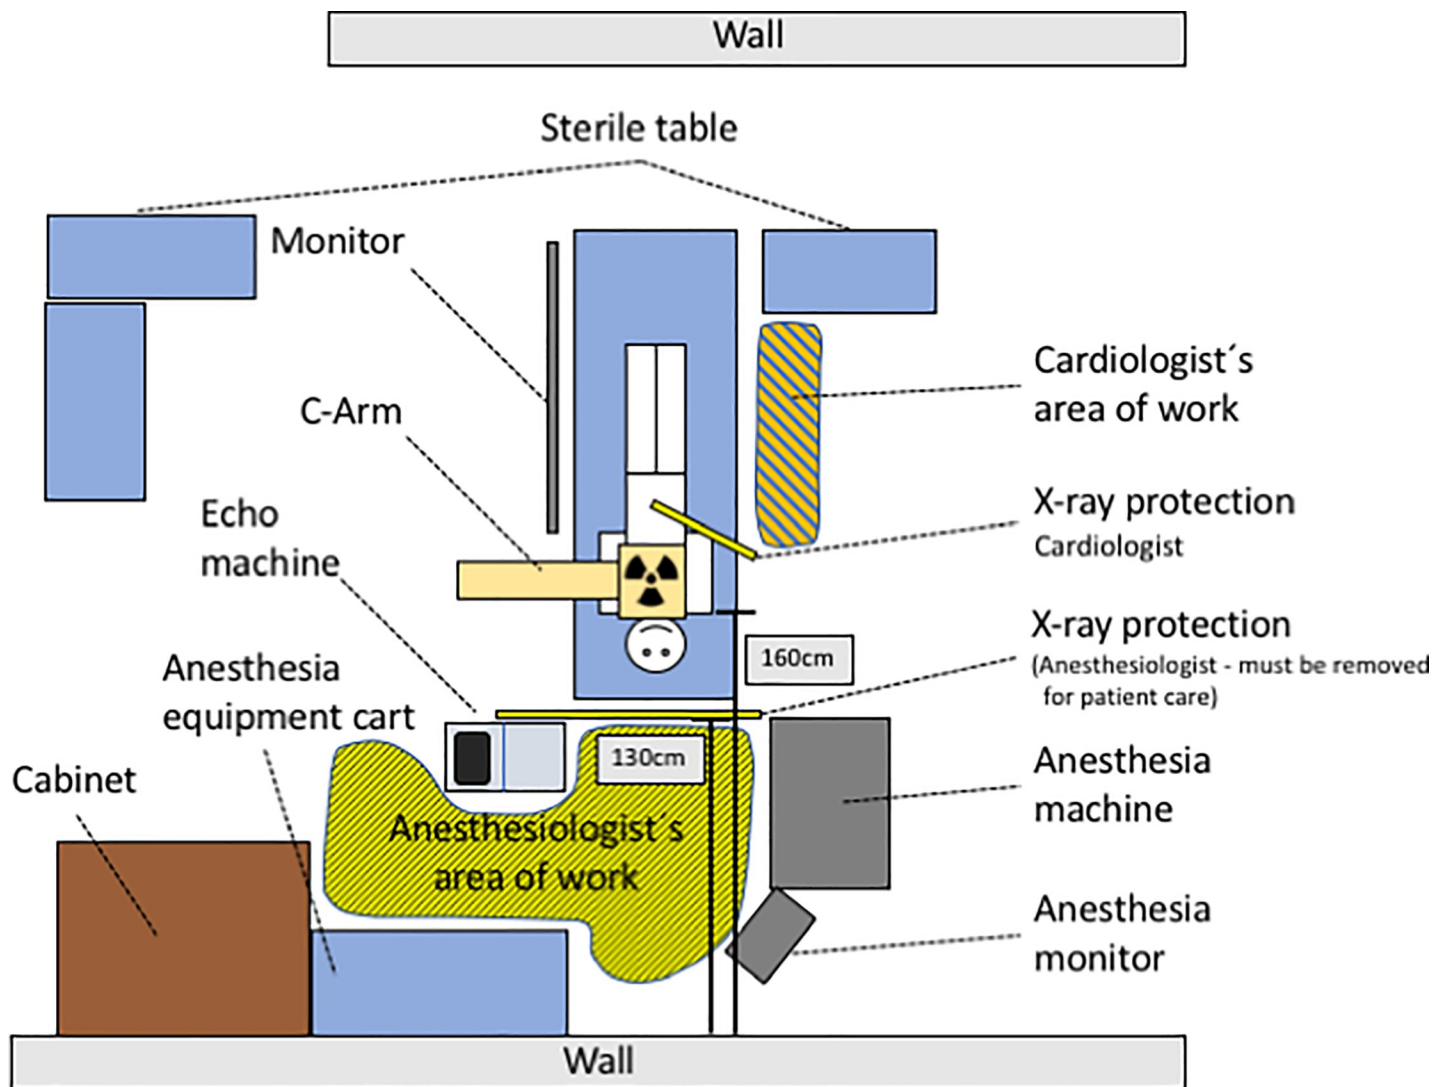 Wall
Sterile table
Monitor
C-Arm
Echo
machine
Anesthesia
equipment cart
Cabinet
Cardiologist´s
area of work
X-ray protection
Cardiologist
160cm
X-ray protection
(Anesthesiologist - must be removed
for patient care)
130cm
Anesthesiologist´s
area of work
Anesthesia
machine
Anesthesia
monitor
Wall